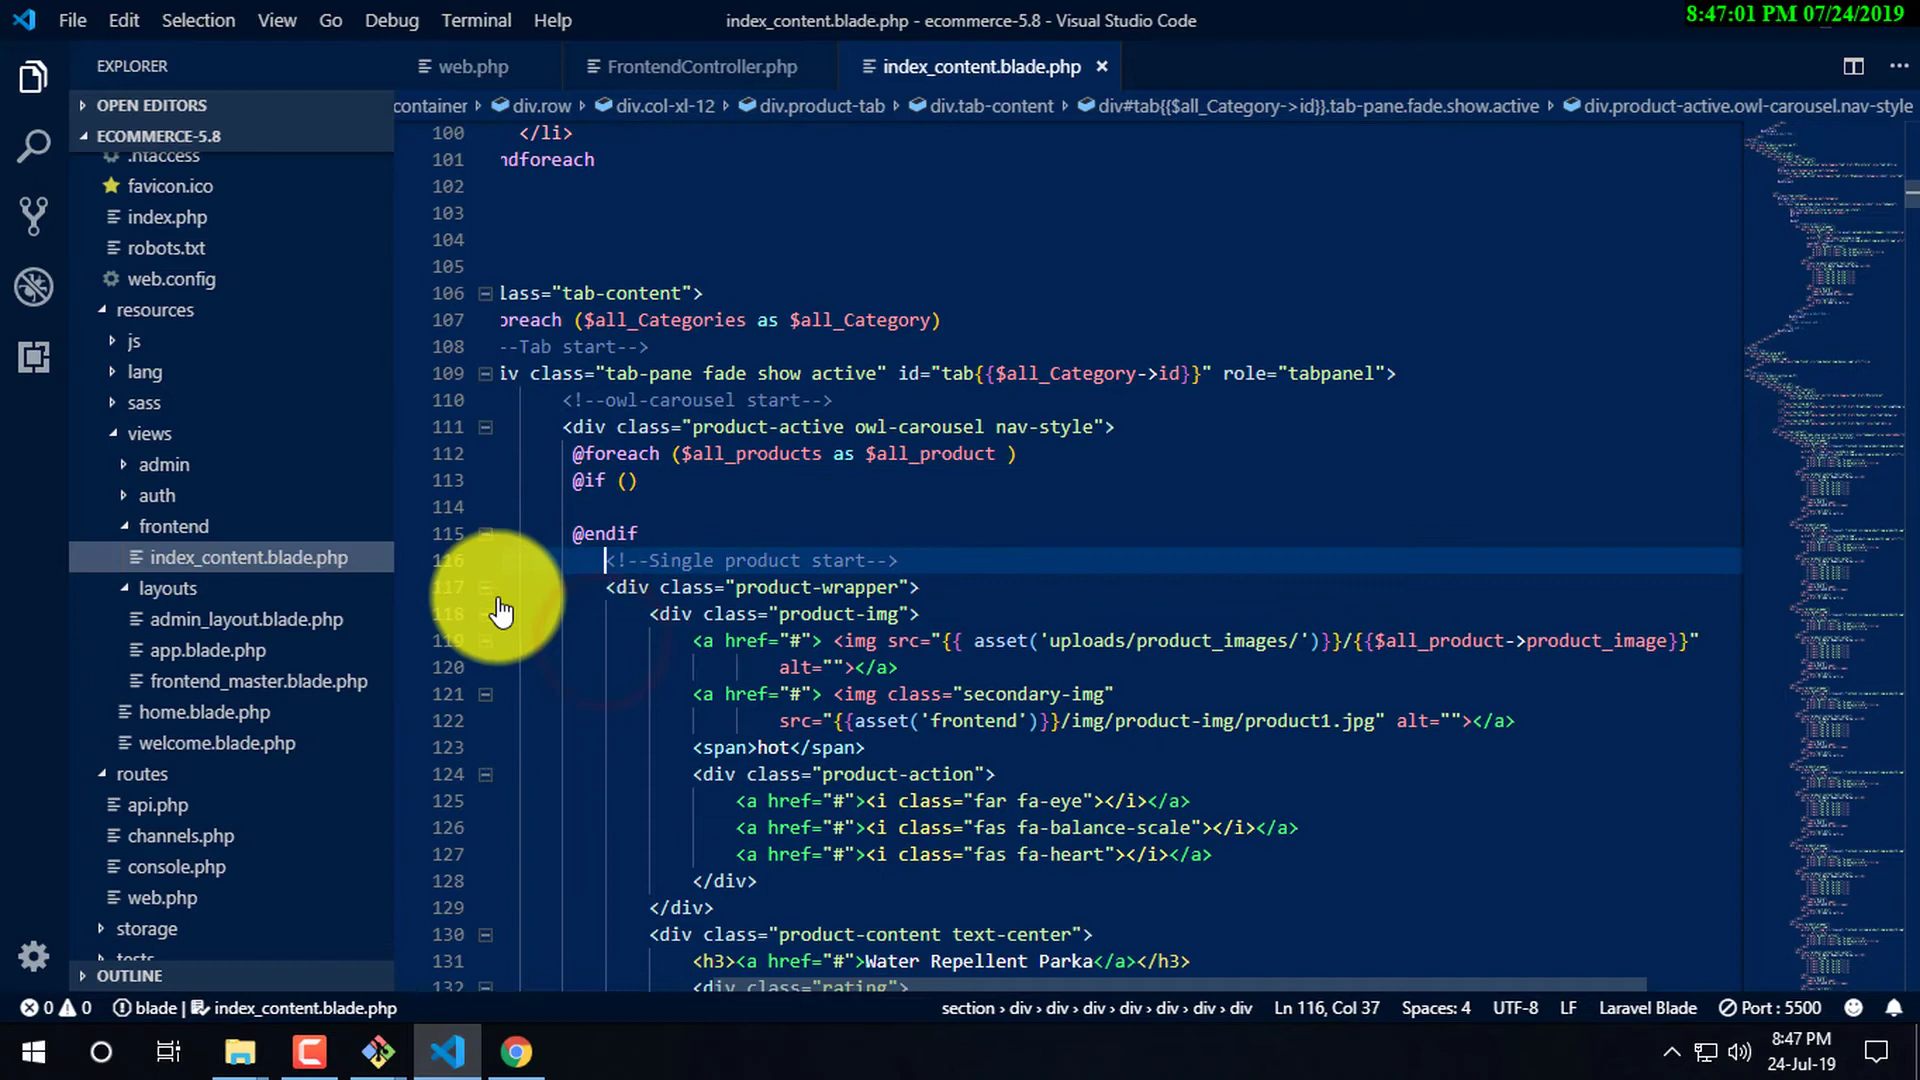 8:47:01 PM 07/24/2019
File Edit Selection View Go Debug Terminal Help
index_content.blade.php - ecommerce-5.8 - Visual Studio Code
EXPLORER
web.php
FrontendController.php
index_content.blade.php
OPEN EDITORS
container › div.row › div.col-xl-12 › div.product-tab › div.tab-content › div#tab{{$all_Category->id}}.tab-pane.fade.show.active › div.product-active.owl-carousel.nav-style
ECOMMERCE-5.8
.htaccess
favicon.ico
index.php
robots.txt
web.config
resources
js
lang
sass
views
admin
auth
frontend
index_content.blade.php
layouts
admin_layout.blade.php
app.blade.php
frontend_master.blade.php
home.blade.php
welcome.blade.php
routes
api.php
channels.php
console.php
web.php
storage
tests
OUTLINE
100 </li>
101 ndforeach
102
103
104
105
106 lass="tab-content">
107 oreach ($all_Categories as $all_Category)
108 --Tab start-->
109 iv class="tab-pane fade show active" id="tab{{$all_Category->id}}" role="tabpanel">
110 <!--owl-carousel start-->
111 <div class="product-active owl-carousel nav-style">
112 @foreach ($all_products as $all_product )
113 @if ()
114
115 @endif
116 <!--Single product start-->
117 <div class="product-wrapper">
118 <div class="product-img">
119 <a href="#"> <img src="{{ asset('uploads/product_images/')}}/{{$all_product->product_image}}"
120 alt=""></a>
121 <a href="#"> <img class="secondary-img"
122 src="{{asset('frontend')}}/img/product-img/product1.jpg" alt=""></a>
123 <span>hot</span>
124 <div class="product-action">
125 <a href="#"><i class="far fa-eye"></i></a>
126 <a href="#"><i class="fas fa-balance-scale"></i></a>
127 <a href="#"><i class="fas fa-heart"></i></a>
128 </div>
129 </div>
130 <div class="product-content text-center">
131 <h3><a href="#">Water Repellent Parka</a></h3>
132 <div class="rating">
0 0 blade | index_content.blade.php
section › div › div › div › div › div › div › div Ln 116, Col 37 Spaces: 4 UTF-8 LF Laravel Blade Port : 5500
8:47 PM
24-Jul-19